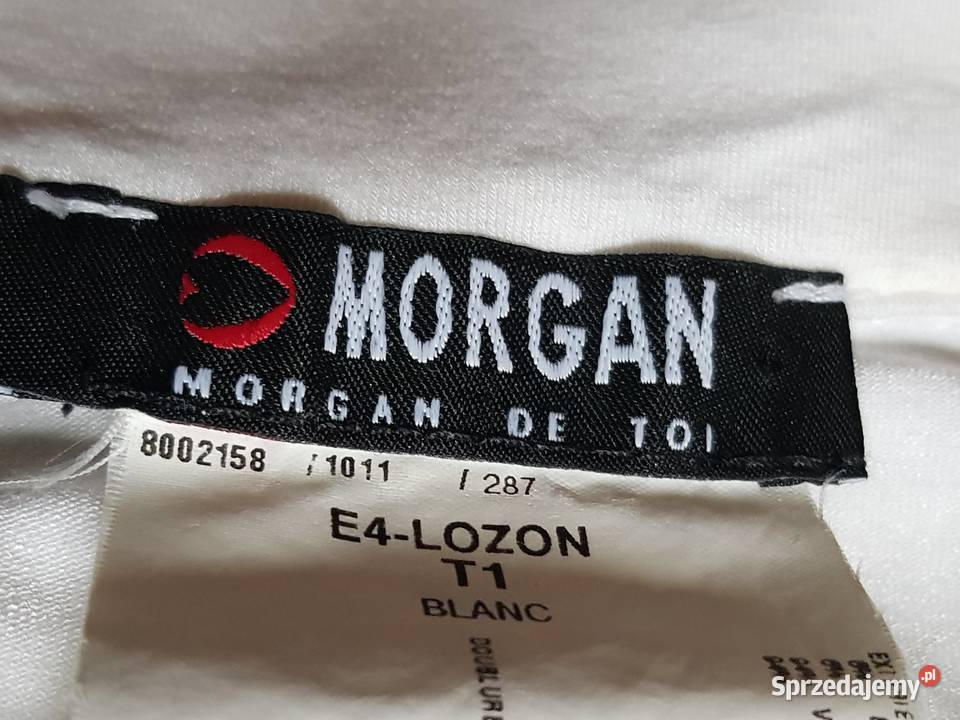 MORGAN
MORGAN DE TOI
8002158 /1011 / 287
E4-LOZON
T1
BLANC
Sprzedajemy.pl